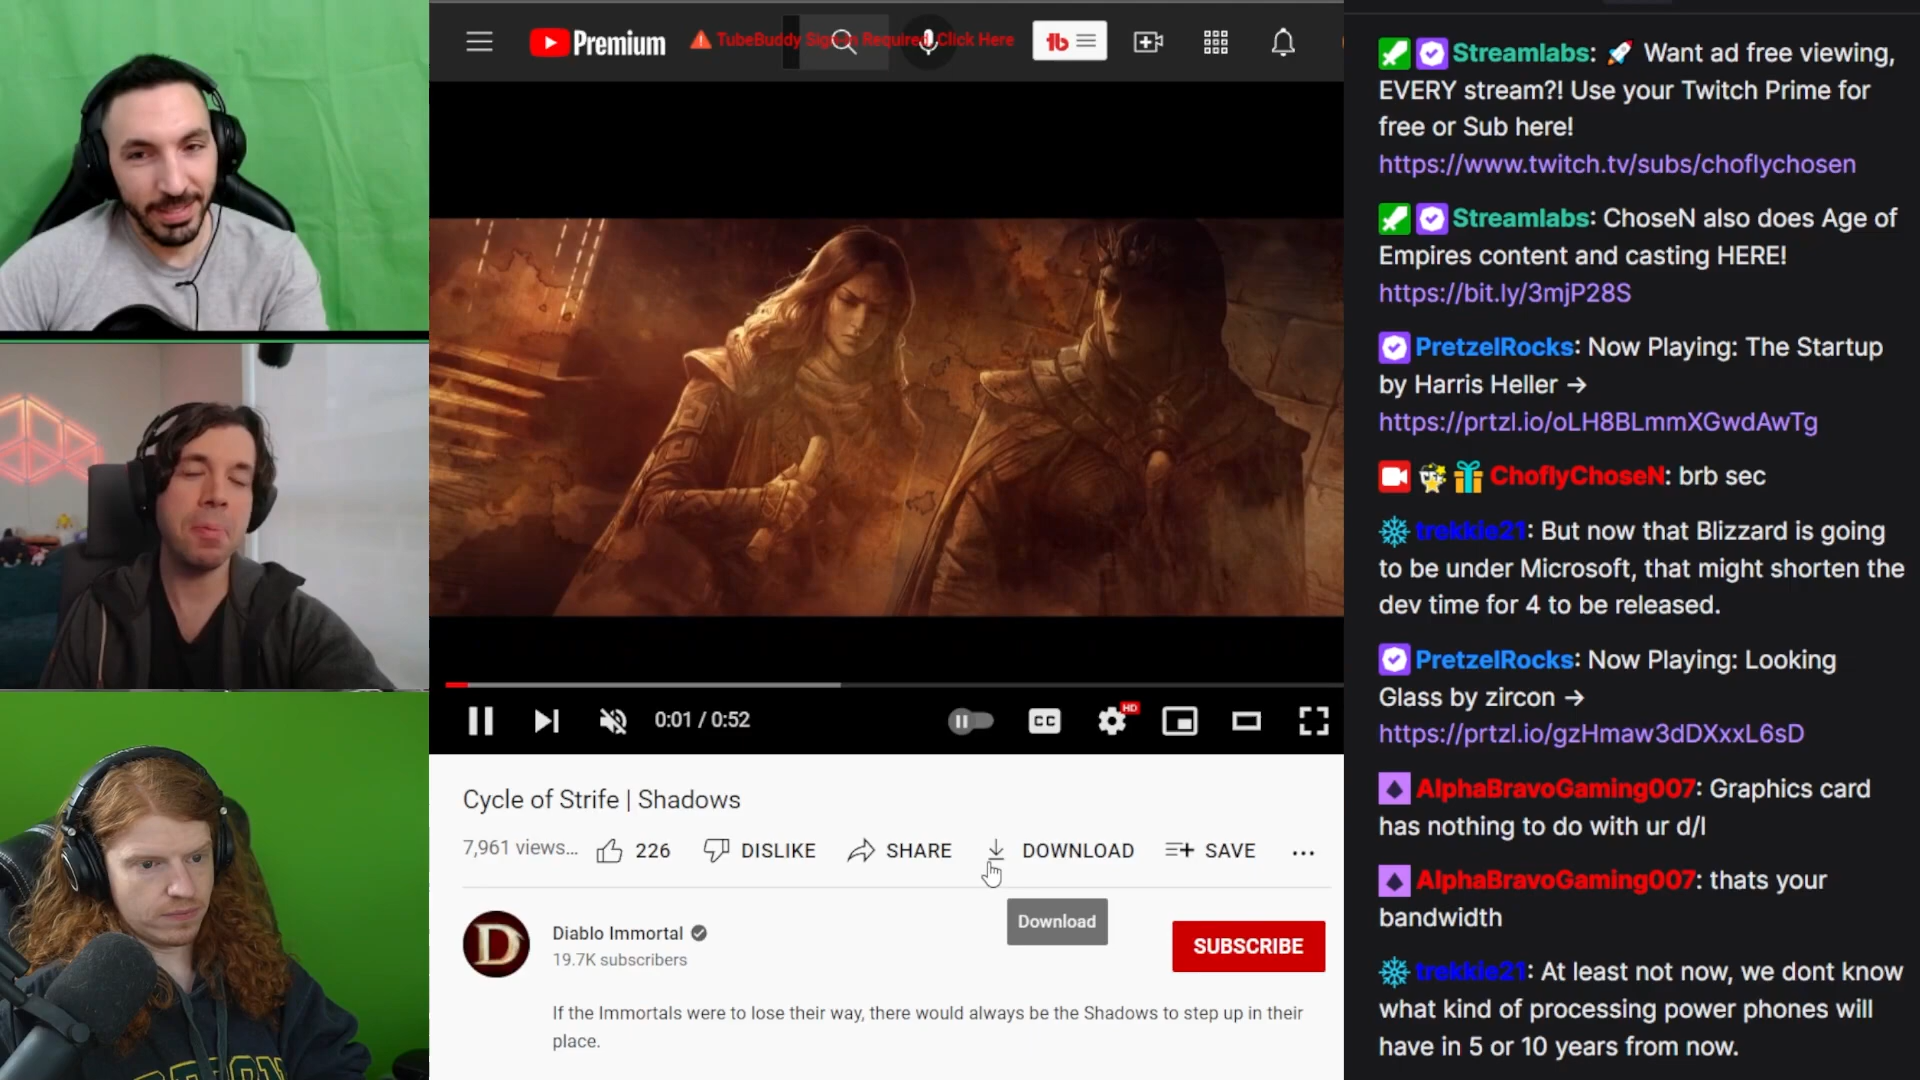 Premium
TubeBuddy Sign-in Required, Click Here
tb
HD
CC
0:01 / 0:52
Cycle of Strife | Shadows
7,961 views...
226
DISLIKE
SHARE
DOWNLOAD
SAVE
...
Download
D
Diablo Immortal
19.7K subscribers
SUBSCRIBE
If the Immortals were to lose their way, there would always be the Shadows to step up in their
place.
Streamlabs: 🚀 Want ad free viewing,
EVERY stream?! Use your Twitch Prime for
free or Sub here!
https://www.twitch.tv/subs/choflychosen
Streamlabs: ChoseN also does Age of
Empires content and casting HERE!
https://bit.ly/3mjP28S
PretzelRocks: Now Playing: The Startup
by Harris Heller →
https://prtzl.io/oLH8BLmmXGwdAwTg
ChoflyChoseN: brb sec
trekkie21: But now that Blizzard is going
to be under Microsoft, that might shorten the
dev time for 4 to be released.
PretzelRocks: Now Playing: Looking
Glass by zircon →
https://prtzl.io/gzHmaw3dDXxxL6sD
AlphaBravoGaming007: Graphics card
has nothing to do with ur d/l
AlphaBravoGaming007: thats your
bandwidth
trekkie21: At least not now, we dont know
what kind of processing power phones will
have in 5 or 10 years from now.